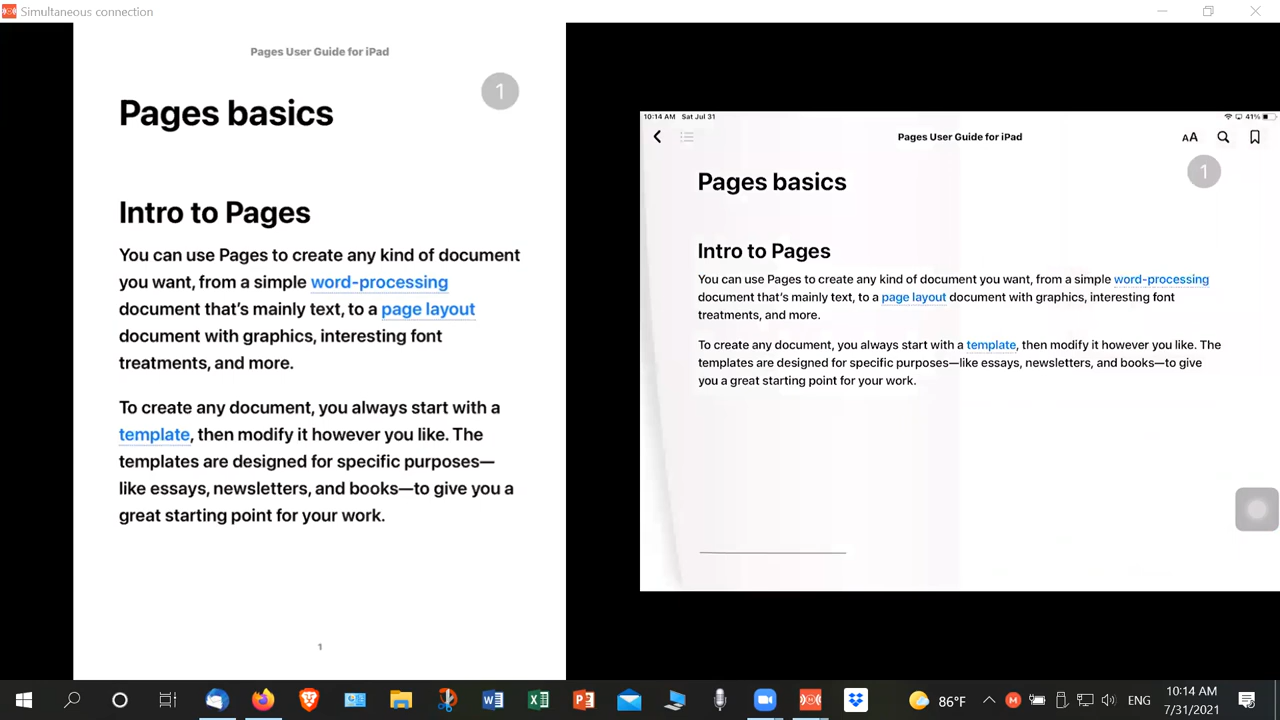 Simultaneous connection
Pages User Guide for iPad
1
Pages basics
Intro to Pages
You can use Pages to create any kind of document
you want, from a simple word-processing
document that's mainly text, to a page layout
document with graphics, interesting font
treatments, and more.
To create any document, you always start with a
template, then modify it however you like. The
templates are designed for specific purposes—
like essays, newsletters, and books—to give you a
great starting point for your work.
1
10:14 AM Sat Jul 31
41%
Pages User Guide for iPad
AA
1
Pages basics
Intro to Pages
You can use Pages to create any kind of document you want, from a simple word-processing
document that's mainly text, to a page layout document with graphics, interesting font
treatments, and more.
To create any document, you always start with a template, then modify it however you like. The
templates are designed for specific purposes—like essays, newsletters, and books—to give
you a great starting point for your work.
86°F
ENG
10:14 AM
7/31/2021